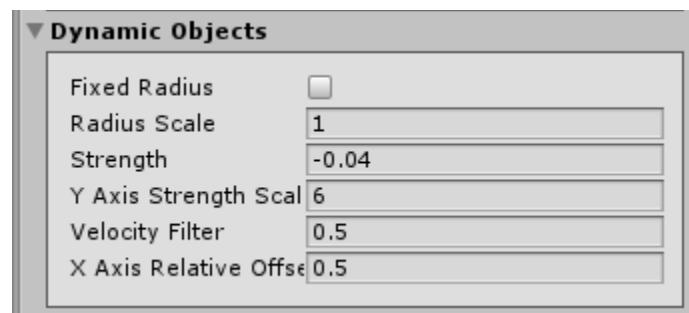 Dynamic Objects
Fixed Radius
Radius Scale 1
Strength -0.04
Y Axis Strength Scal 6
Velocity Filter 0.5
X Axis Relative Offse 0.5